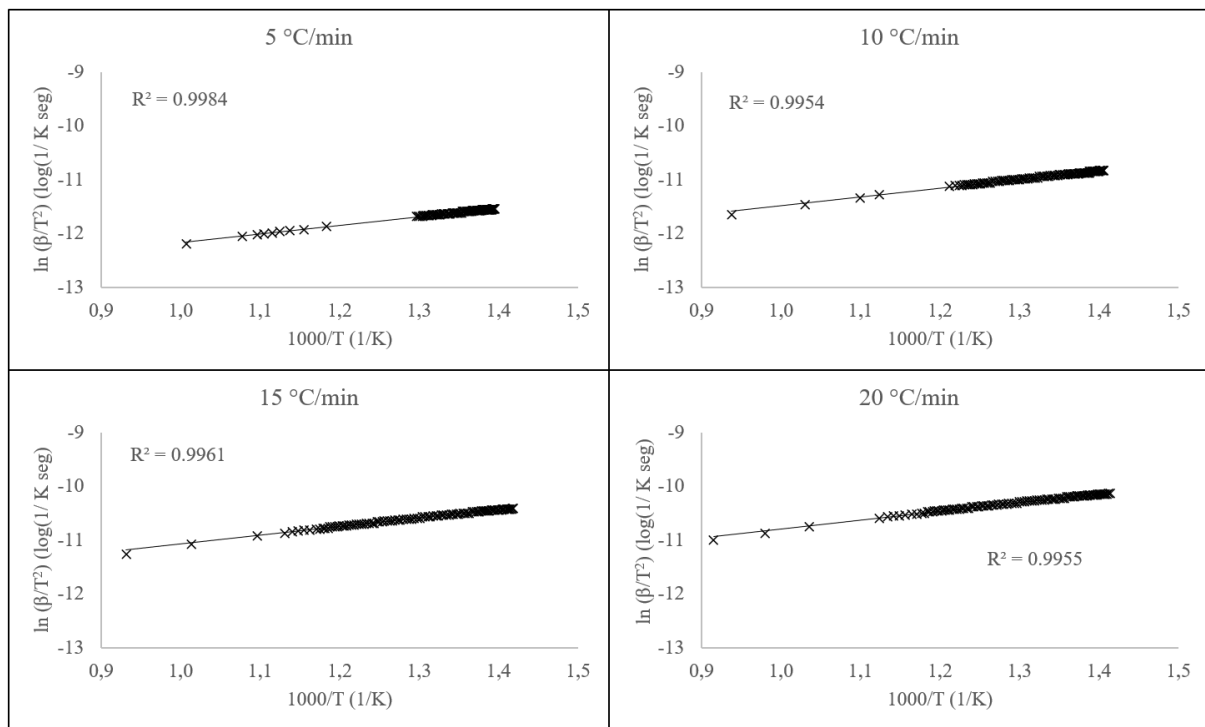 5 °C/min
R² = 0.9984
ln (β/T²) (log(1/ K seg)
-9
-10
-11
-12
-13
0,9 1,0 1,1 1,2 1,3 1,4 1,5
1000/T (1/K)
10 °C/min
R² = 0.9954
ln (β/T²) (log(1/ K seg)
-9
-10
-11
-12
-13
0,9 1,0 1,1 1,2 1,3 1,4 1,5
1000/T (1/K)
15 °C/min
R² = 0.9961
ln (β/T²) (log(1/ K seg)
-9
-10
-11
-12
-13
0,9 1,0 1,1 1,2 1,3 1,4 1,5
1000/T (1/K)
20 °C/min
R² = 0.9955
ln (β/T²) (log(1/ K seg)
-9
-10
-11
-12
-13
0,9 1,0 1,1 1,2 1,3 1,4 1,5
1000/T (1/K)